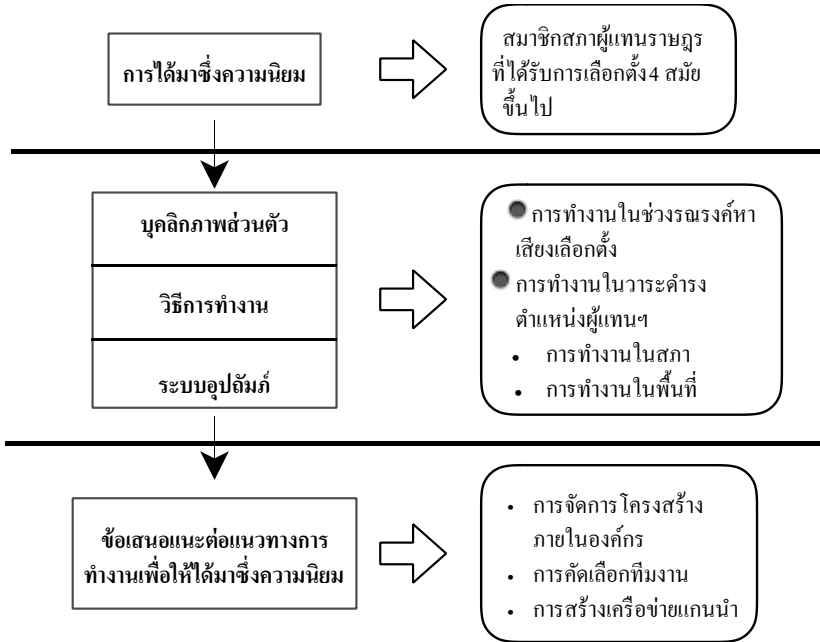 การได้มาซึ่งความนิยม
สมาชิกสภาผู้แทนราษฎร
ที่ได้รับการเลือกตั้ง4 สมัย
ขึ้นไป
บุคลิกภาพส่วนตัว
วิธีการทำงาน
ระบบอุปถัมภ์
การทำงานในช่วงรณรงค์หา
เสียงเลือกตั้ง
การทำงานในวาระดำรง
ตำแหน่งผู้แทนฯ
• การทำงานในสภา
• การทำงานในพื้นที่
ข้อเสนอแนะต่อแนวทางการ
ทำงานเพื่อให้ได้มาซึ่งความนิยม
• การจัดการโครงสร้าง
ภายในองค์กร
• การคัดเลือกทีมงาน
• การสร้างเครือข่ายแกนนำ